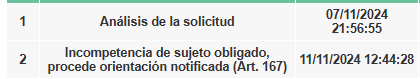 1 Análisis de la solicitud 07/11/2024
21:56:55
2 Incompetencia de sujeto obligado,
procede orientación notificada (Art. 167) 11/11/2024 12:44:28